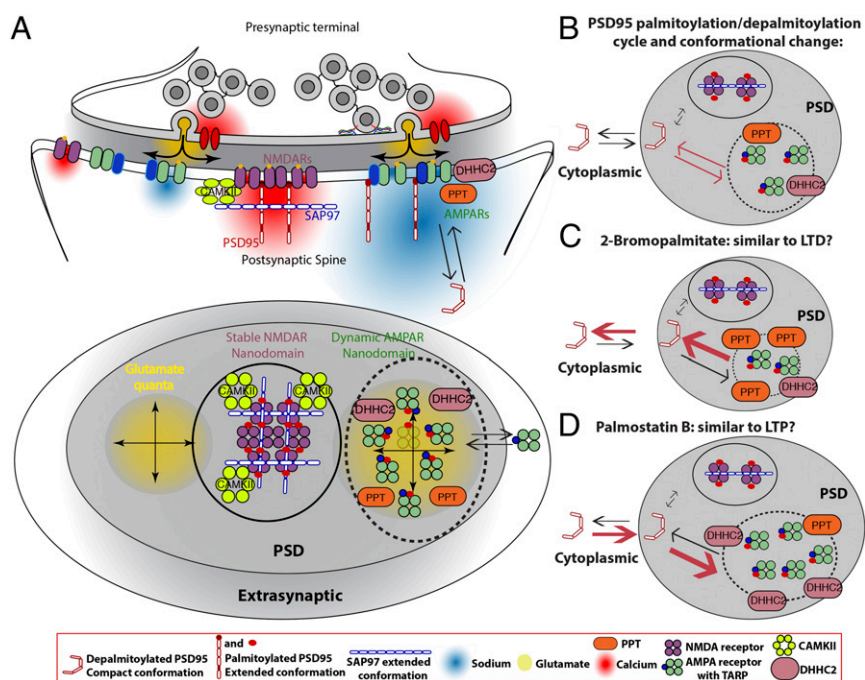 A
Presynaptic terminal
NMDARs
DHHC2
CAMKII
PPT
SAP97
AMPARs
PSD95
Postsynaptic Spine
Stable NMDAR
Nanodomain
Dynamic AMPAR
Nanodomain
Glutamate
quanta
CAMKII
CAMKII
DHHC2
DHHC2
CAMKII
PPT
PPT
PSD
Extrasynaptic
B
PSD95 palmitoylation/depalmitoylation
cycle and conformational change:
PSD
PPT
Cytoplasmic
DHHC2
C
2-Bromopalmitate: similar to LTD?
PSD
PPT
PPT
Cytoplasmic
PPT
DHHC2
D
Palmostatin B: similar to LTP?
PSD
DHHC2
PPT
Cytoplasmic
DHHC2
DHHC2
Depalmitoylated PSD95
Compact conformation
and
Palmitoylated PSD95
Extended conformation
SAP97 extended
conformation
Sodium
Glutamate
PPT
Calcium
NMDA receptor
AMPA receptor
with TARP
CAMKII
DHHC2